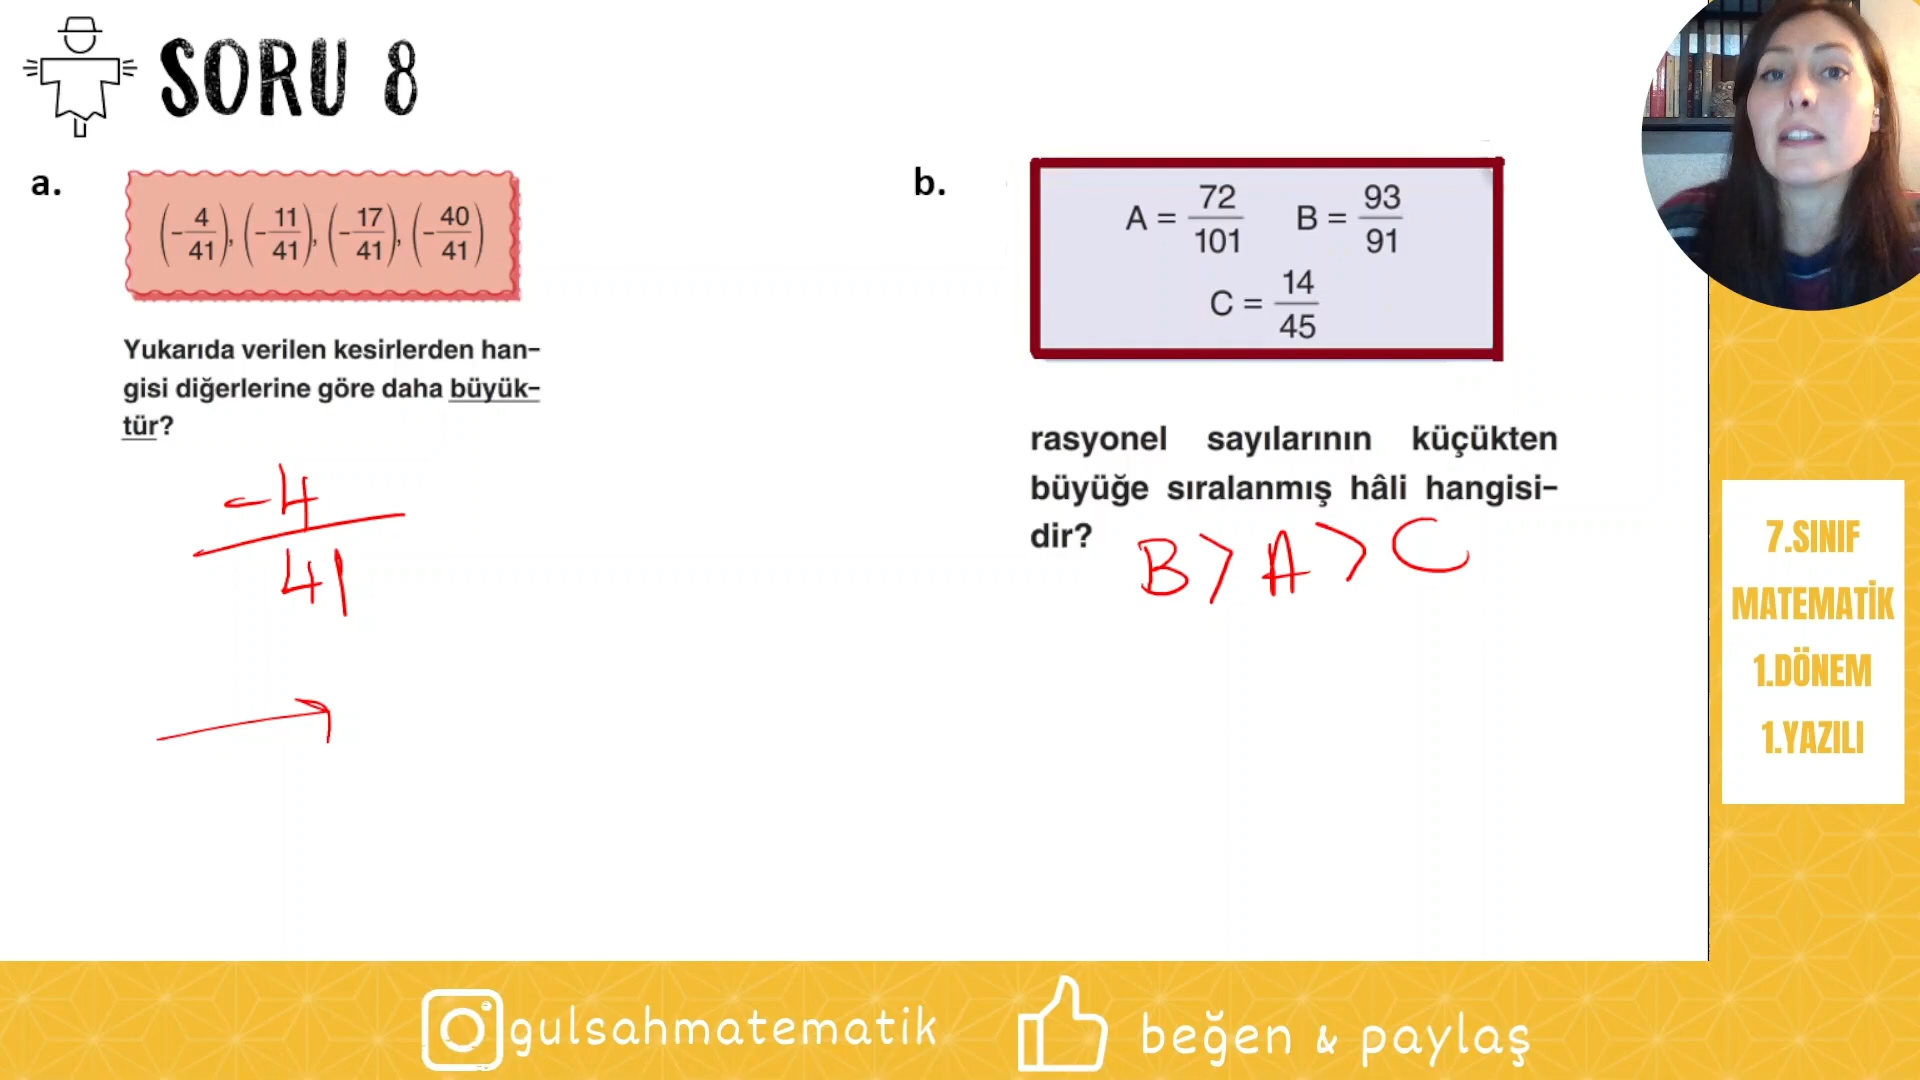 SORU 8
a.
(-4/41), (-11/41), (-17/41), (-40/41)
Yukarıda verilen kesirlerden han-
gisi diğerlerine göre daha büyük-
tür?
-4
41
b.
A = 72/101 B = 93/91
C = 14/45
rasyonel sayılarının küçükten
büyüğe sıralanmış hâli hangisi-
dir?
B > A > C
7.SINIF
MATEMATİK
1.DÖNEM
1.YAZILI
gulsahmatematik
beğen & paylaş